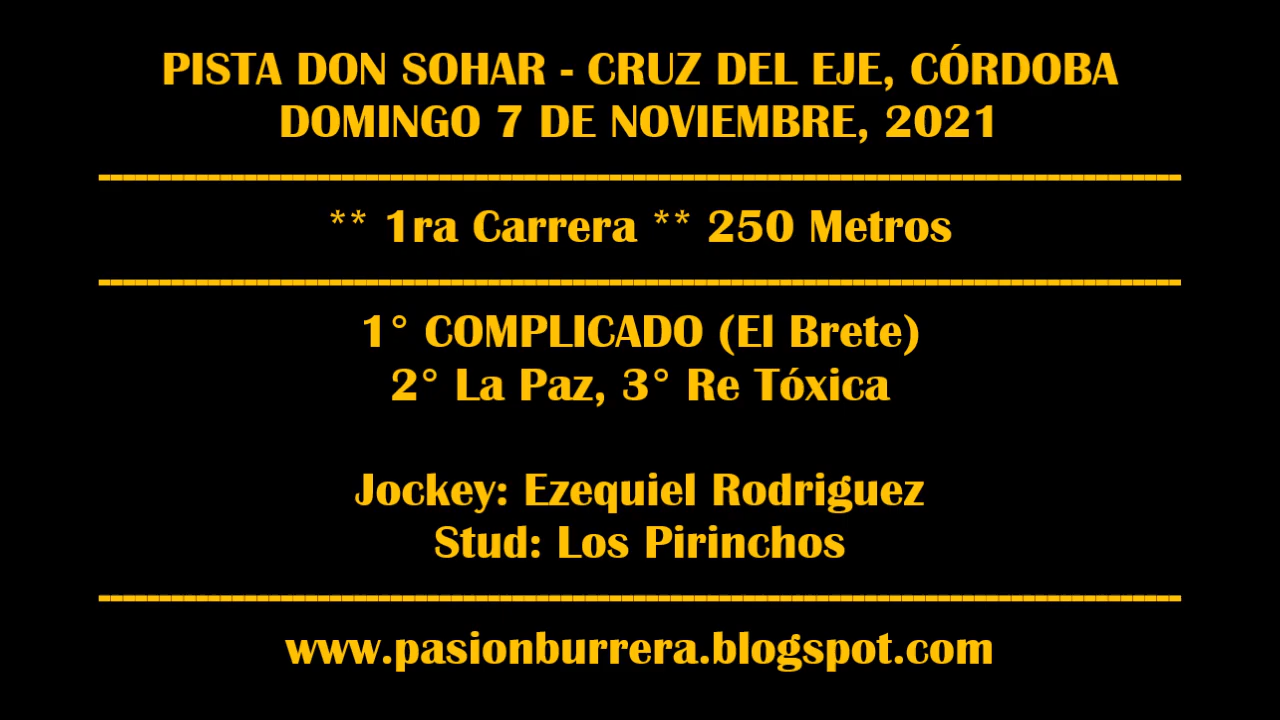 PISTA DON SOHAR - CRUZ DEL EJE, CÓRDOBA
DOMINGO 7 DE NOVIEMBRE, 2021
** 1ra Carrera ** 250 Metros
1° COMPLICADO (El Brete)
2° La Paz, 3° Re Tóxica
Jockey: Ezequiel Rodriguez
Stud: Los Pirinchos
www.pasionburrera.blogspot.com